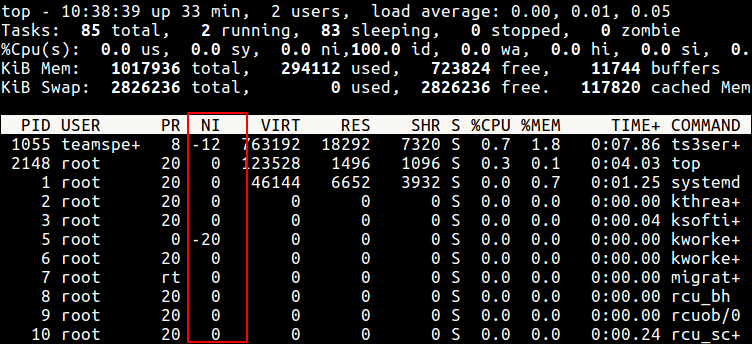 top - 10:38:39 up 33 min,  2 users,  load average: 0.00, 0.01, 0.05
Tasks:  85 total,   2 running,  83 sleeping,   0 stopped,   0 zombie
%Cpu(s):  0.0 us,  0.0 sy,  0.0 ni,100.0 id,  0.0 wa,  0.0 hi,  0.0 si,  0.
KiB Mem:   1017936 total,   294112 used,   723824 free,    11744 buffers
KiB Swap:  2826236 total,        0 used,  2826236 free.   117820 cached Mem
PID USER      PR  NI    VIRT    RES    SHR S %CPU %MEM     TIME+ COMMAND
1055 teamspe+   8 -12  763192  18292   7320 S  0.7  1.8   0:07.86 ts3ser+
2148 root      20   0  123528   1496   1096 S  0.3  0.1   0:04.03 top
1 root      20   0   46144   6652   3932 S  0.0  0.7   0:01.25 systemd
2 root      20   0       0      0      0 S  0.0  0.0   0:00.00 kthrea+
3 root      20   0       0      0      0 S  0.0  0.0   0:00.04 ksofti+
5 root       0 -20       0      0      0 S  0.0  0.0   0:00.00 kworke+
6 root      20   0       0      0      0 S  0.0  0.0   0:00.00 kworke+
7 root      rt   0       0      0      0 S  0.0  0.0   0:00.00 migrat+
8 root      20   0       0      0      0 S  0.0  0.0   0:00.00 rcu_bh
9 root      20   0       0      0      0 S  0.0  0.0   0:00.00 rcuob/0
10 root      20   0       0      0      0 S  0.0  0.0   0:00.24 rcu_sc+